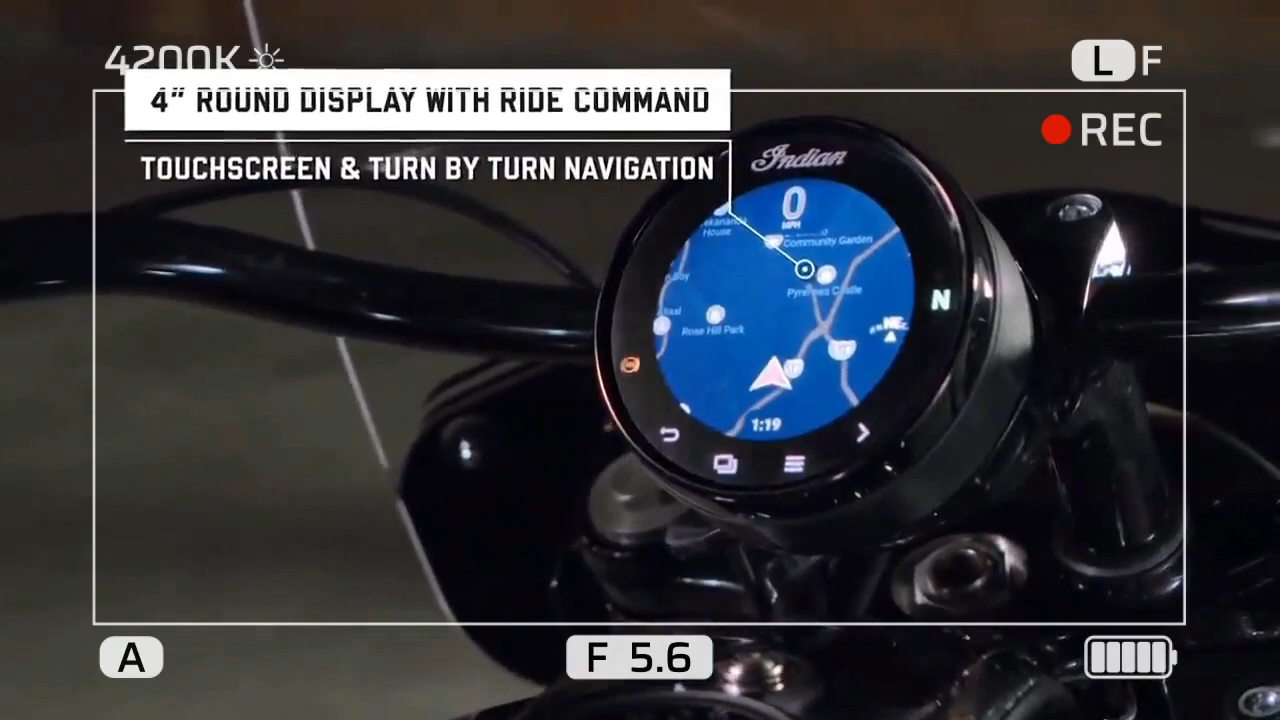 4200K
L F
4” ROUND DISPLAY WITH RIDE COMMAND
REC
TOUCHSCREEN & TURN BY TURN NAVIGATION
Indian
0
MPH
House
Community Garden
Pyrenees Castle
N
Rose Hill Park
NE
1:19
A
F 5.6